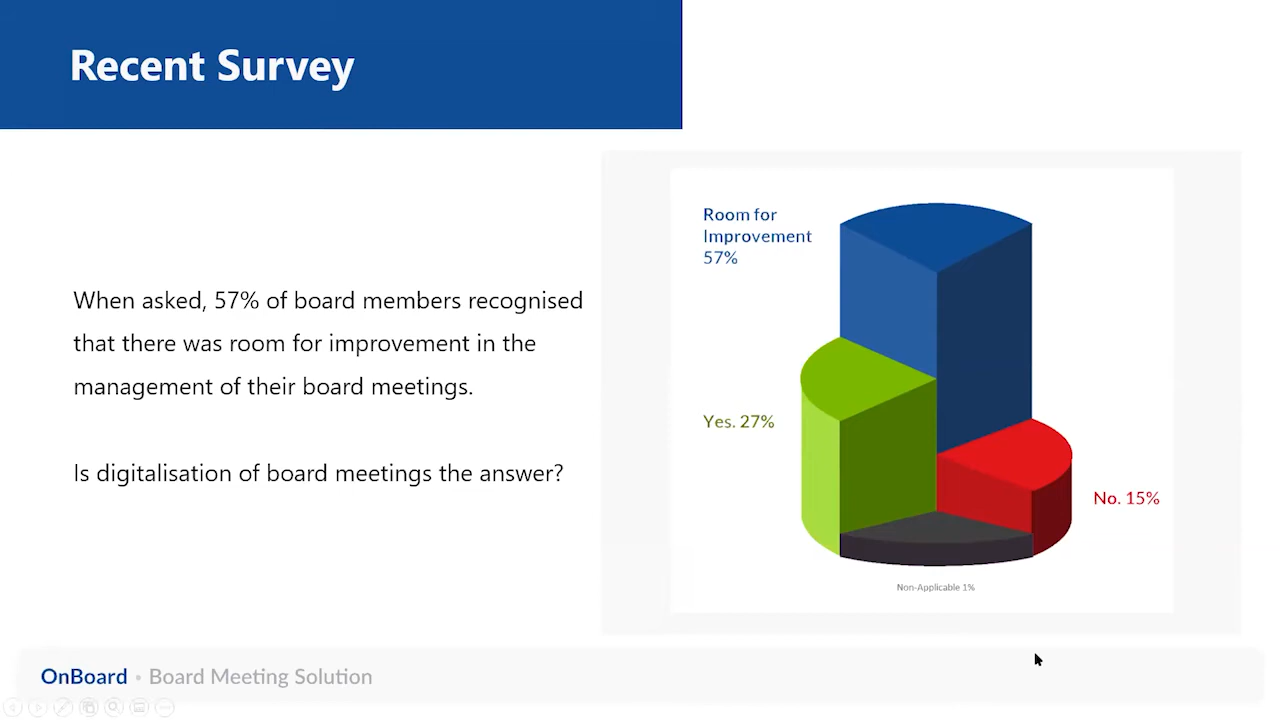 Recent Survey
When asked, 57% of board members recognised
that there was room for improvement in the
management of their board meetings.
Is digitalisation of board meetings the answer?
Room for
Improvement
57%
Yes. 27%
No. 15%
Non-Applicable 1%
OnBoard • Board Meeting Solution